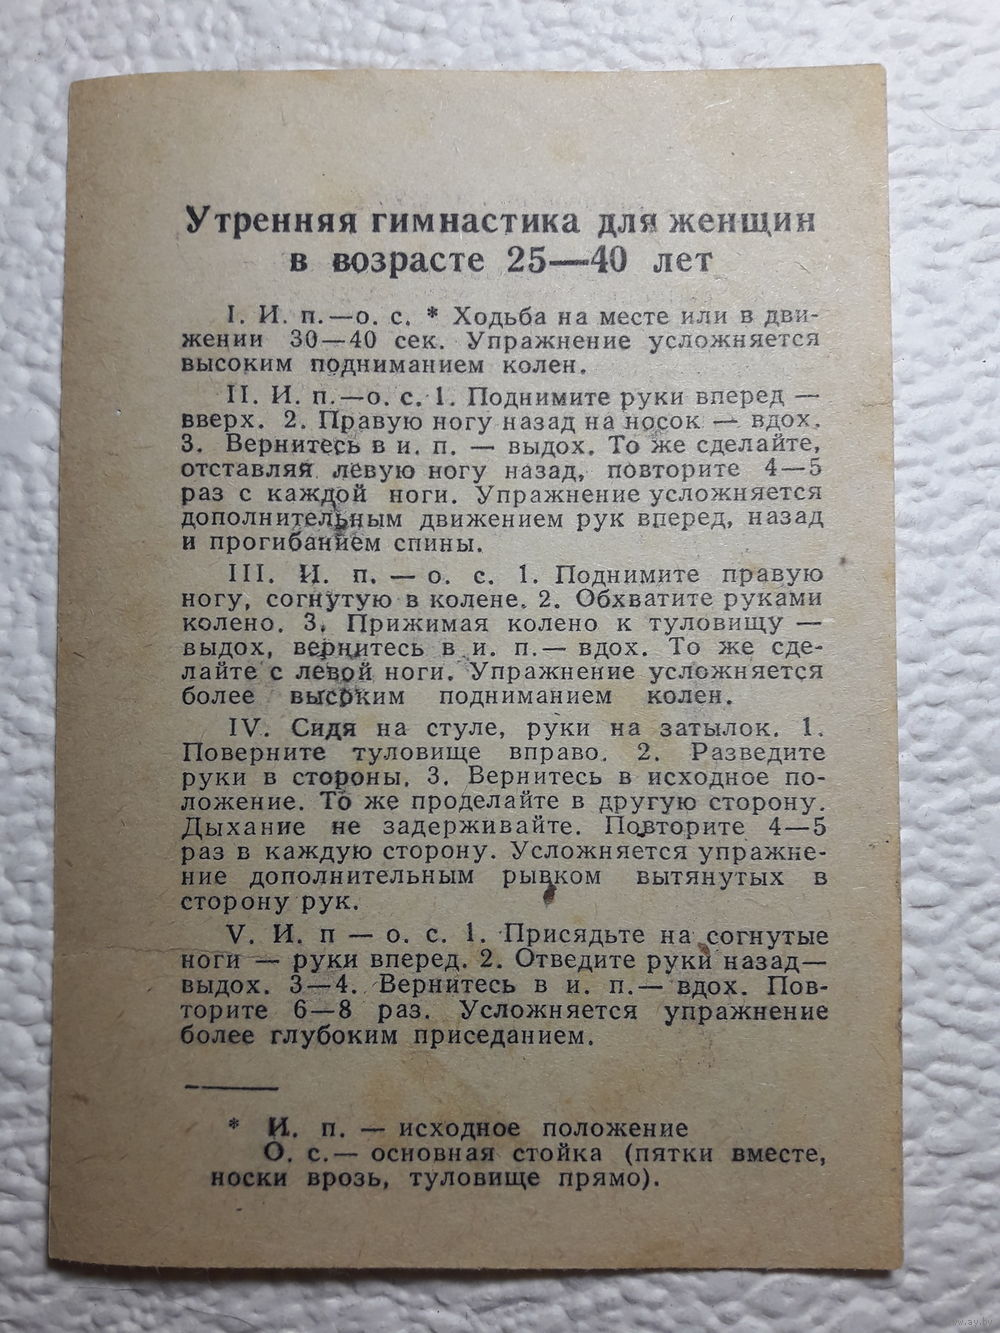 Утренняя гимнастика для женщин
в возрасте 25—40 лет
I. И. п.—о. с. * Ходьба на месте или в дви-
жении 30—40 сек. Упражнение усложняется
высоким подниманием колен.
II. И. п.—о. с. 1. Поднимите руки вперед —
вверх. 2. Правую ногу назад на носок — вдох.
3. Вернитесь в и. п. — выдох. То же сделайте,
отставляя левую ногу назад, повторите 4—5
раз с каждой ноги. Упражнение усложняется
дополнительным движением рук вперед, назад
и прогибанием спины.
III. И. п. — о. с. 1. Поднимите правую
ногу, согнутую в колене. 2. Обхватите руками
колено. 3. Прижимая колено к туловищу —
выдох, вернитесь в и. п.— вдох. То же сде-
лайте с левой ноги. Упражнение усложняется
более высоким подниманием колен.
IV. Сидя на стуле, руки на затылок. 1.
Поверните туловище вправо. 2. Разведите
руки в стороны. 3. Вернитесь в исходное по-
ложение. То же проделайте в другую сторону.
Дыхание не задерживайте. Повторите 4—5
раз в каждую сторону. Усложняется упражне-
ние дополнительным рывком вытянутых в
сторону рук.
V. И. п — о. с. 1. Присядьте на согнутые
ноги — руки вперед. 2. Отведите руки назад—
выдох. 3—4. Вернитесь в и. п.— вдох. Пов-
торите 6—8 раз. Усложняется упражнение
более глубоким приседанием.
* И. п. — исходное положение
О. с.— основная стойка (пятки вместе,
носки врозь, туловище прямо).
www.ay.by